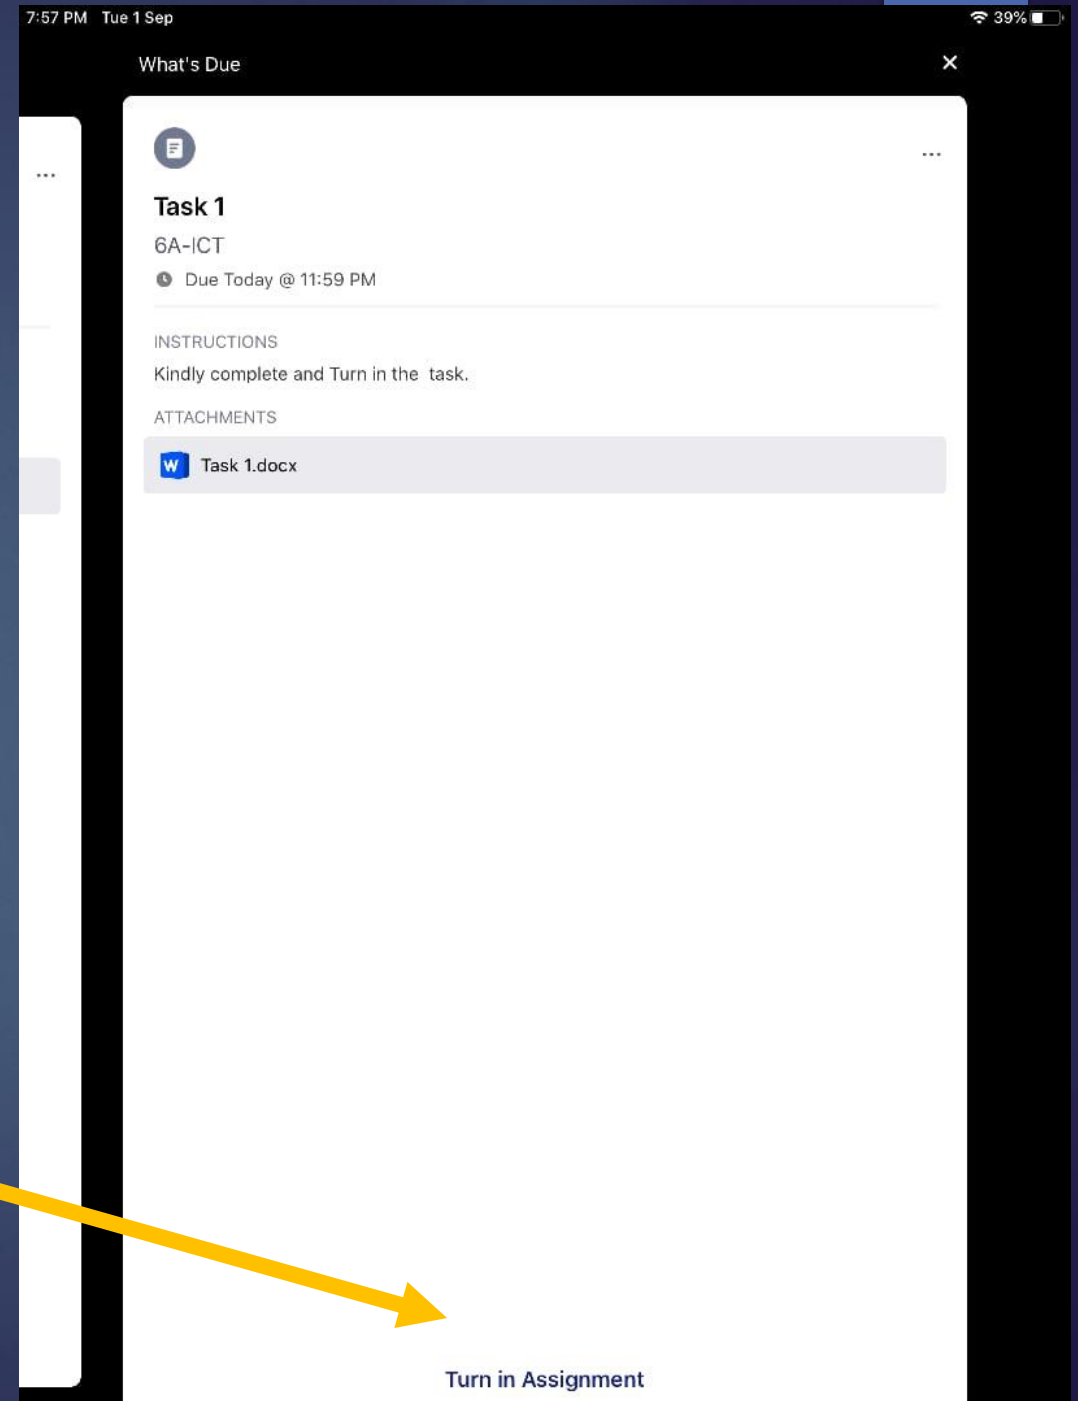 7:57 PM Tue 1 Sep 39%
What's Due
Task 1
6A-ICT
Due Today @ 11:59 PM
INSTRUCTIONS
Kindly complete and Turn in the task.
ATTACHMENTS
W Task 1.docx
Turn in Assignment